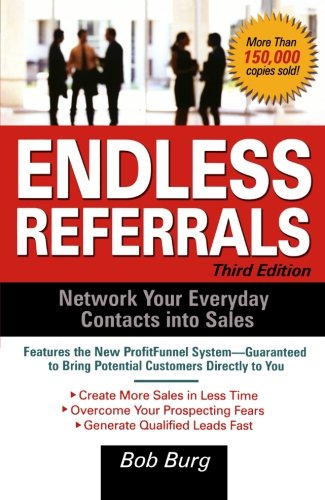 More Than
150,000
copies sold!
ENDLESS
REFERRALS
Third Edition
Network Your Everyday
Contacts into Sales
Features the New ProfitFunnel System—Guaranteed
to Bring Potential Customers Directly to You
Create More Sales in Less Time
Overcome Your Prospecting Fears
Generate Qualified Leads Fast
Bob Burg